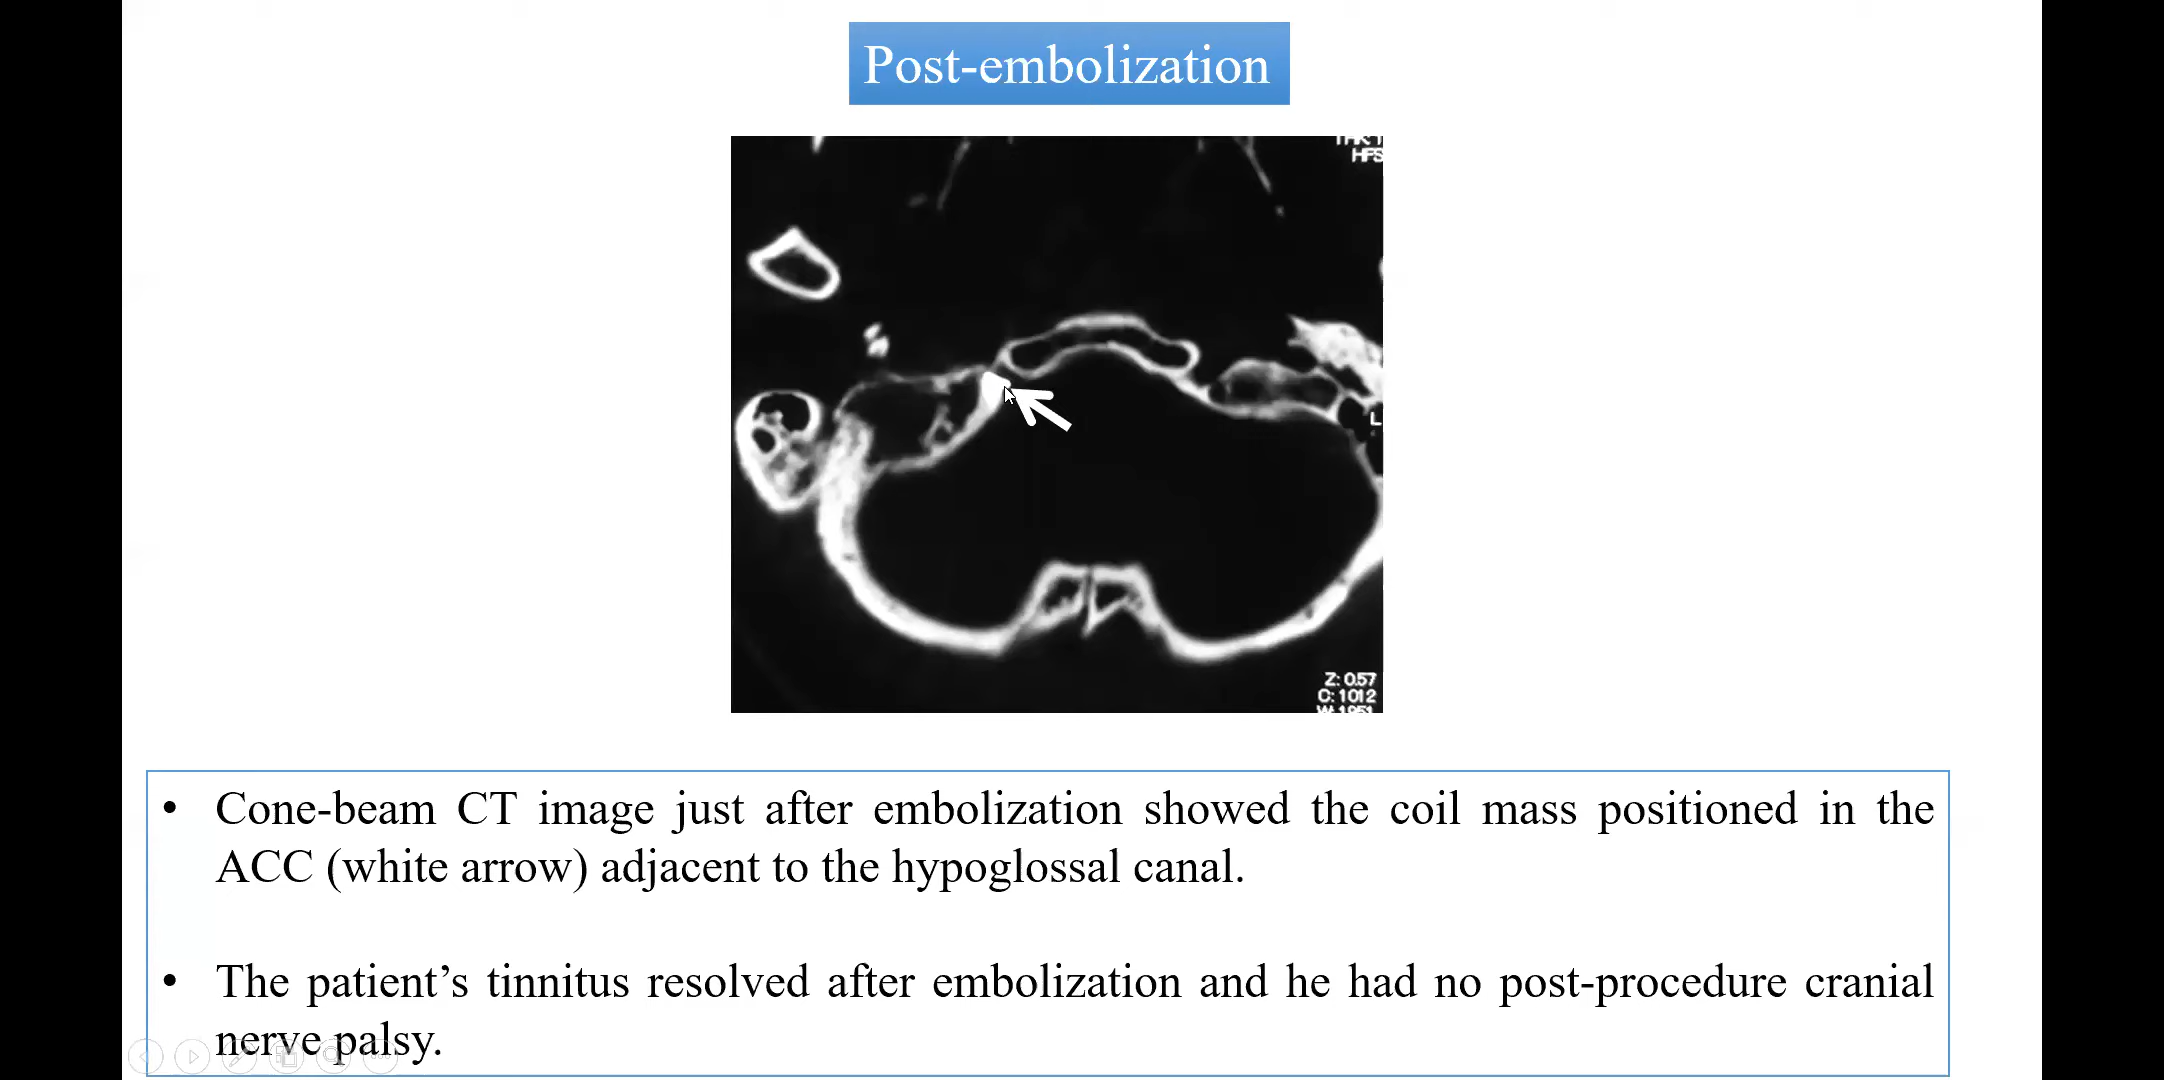 Post-embolization
HFS
L
Z: 0.57
C: 1012
W: 1951
• Cone-beam CT image just after embolization showed the coil mass positioned in the
ACC (white arrow) adjacent to the hypoglossal canal.
• The patient’s tinnitus resolved after embolization and he had no post-procedure cranial
nerve palsy.